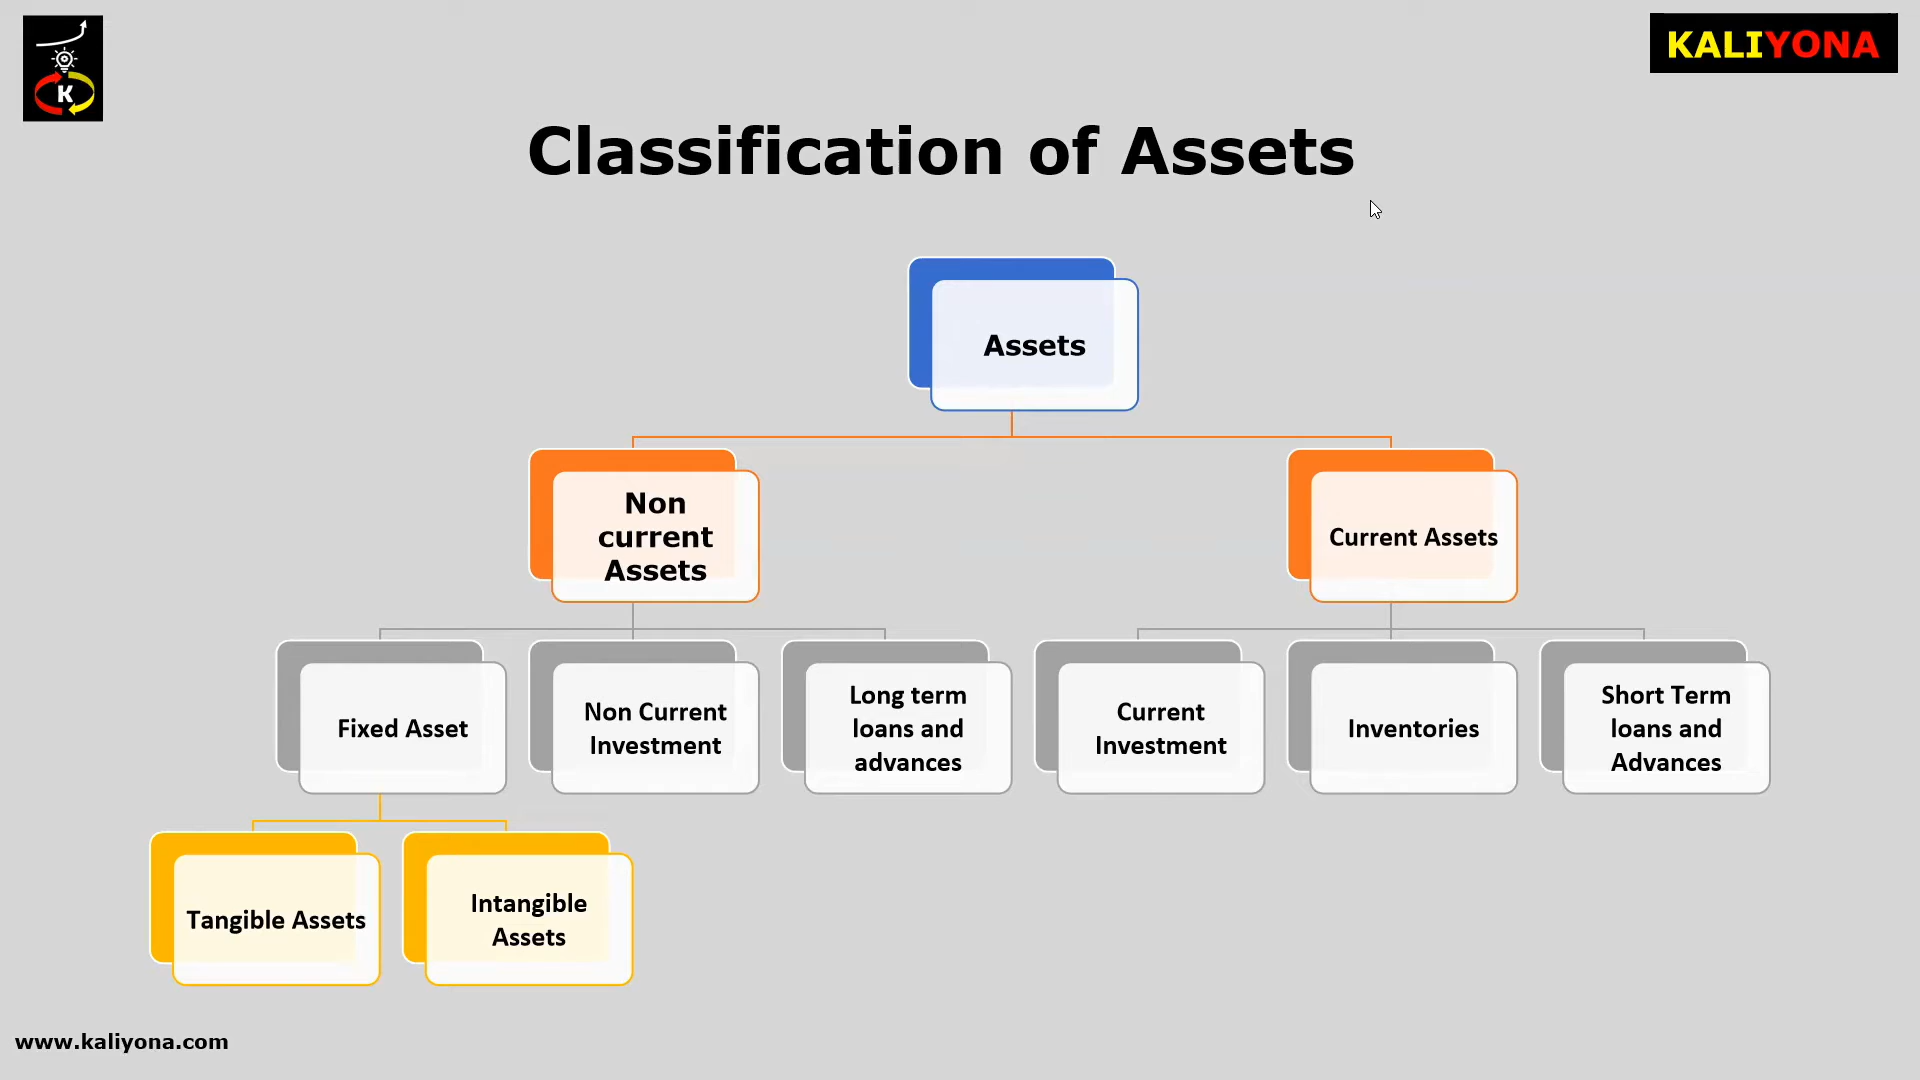 K
KALIYONA
Classification of Assets
Assets
Non
current
Assets
Current Assets
Fixed Asset
Non Current
Investment
Long term
loans and
advances
Current
Investment
Inventories
Short Term
loans and
Advances
Tangible Assets
Intangible
Assets
www.kaliyona.com